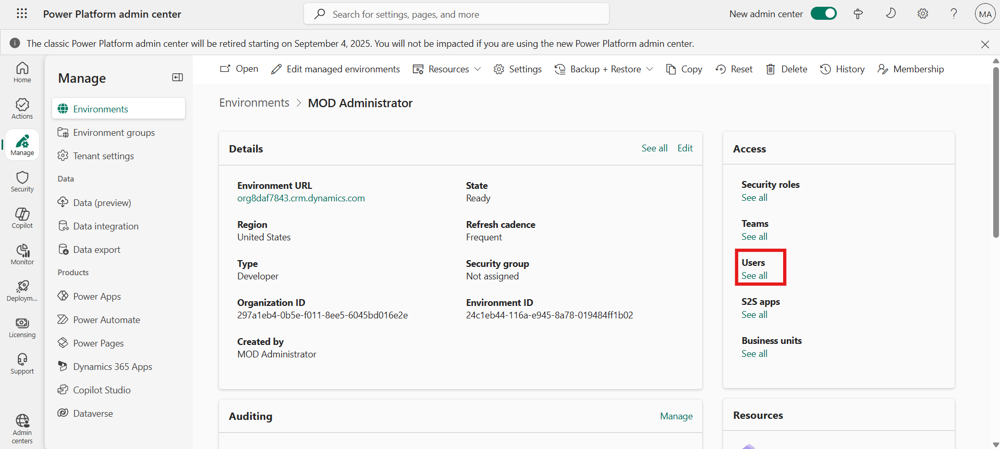 Power Platform admin center
Search for settings, pages, and more
New admin center
MA
The classic Power Platform admin center will be retired starting on September 4, 2025. You will not be impacted if you are using the new Power Platform admin center.
Home
Actions
Manage
Security
Copilot
Monitor
Deploym...
Licensing
Support
Admin
centers
Manage
Environments
Environment groups
Tenant settings
Data
Data (preview)
Data integration
Data export
Products
Power Apps
Power Automate
Power Pages
Dynamics 365 Apps
Copilot Studio
Dataverse
Open
Edit managed environments
Resources
Settings
Backup + Restore
Copy
Reset
Delete
History
Membership
Environments > MOD Administrator
Details
See all
Edit
Environment URL
org8daf7843.crm.dynamics.com
State
Ready
Region
United States
Refresh cadence
Frequent
Type
Developer
Security group
Not assigned
Organization ID
297a1eb4-0b5e-f011-8ee5-6045bd016e2e
Environment ID
24c1eb44-116a-e945-8a78-019484ff1b02
Created by
MOD Administrator
Auditing
Manage
Access
Security roles
See all
Teams
See all
Users
See all
S2S apps
See all
Business units
See all
Resources